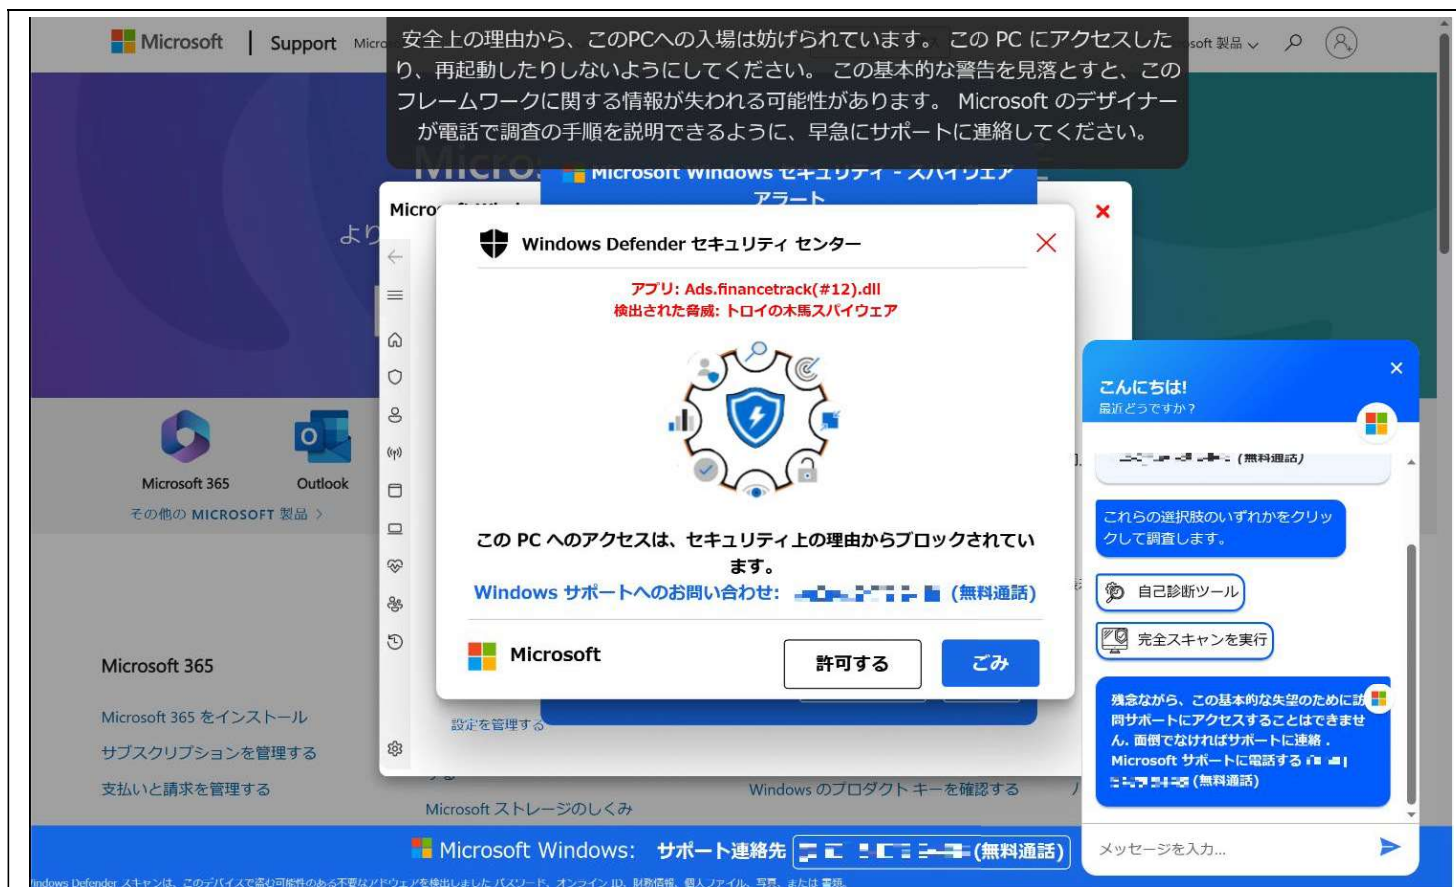 Microsoft
Support
安全上の理由から、このPCへの入場は妨げられています。 この PC にアクセスした
り、再起動したりしないようにしてください。 この基本的な警告を見落とすと、この
フレームワークに関する情報が失われる可能性があります。 Microsoft のデザイナー
が電話で調査の手順を説明できるように、早急にサポートに連絡してください。
soft 製品
Microsoft Windows セキュリティ - スパイウェア
アラート
より
Windows Defender セキュリティ センター
アプリ: Ads.financetrack(#12).dll
検出された脅威: トロイの木馬スパイウェア
この PC へのアクセスは、セキュリティ上の理由からブロックされてい
ます。
Windows サポートへのお問い合わせ:
(無料通話)
Microsoft
許可する
ごみ
Microsoft 365
Outlook
その他の MICROSOFT 製品 >
Microsoft 365
Microsoft 365 をインストール
サブスクリプションを管理する
支払いと請求を管理する
設定を管理する
する
Microsoft ストレージのしくみ
Windows のプロダクト キーを確認する
こんにちは!
最近どうですか?
(無料通話)
これらの選択肢のいずれかをクリッ
クして調査します。
自己診断ツール
完全スキャンを実行
残念ながら、この基本的な失望のために訪
問サポートにアクセスすることはできませ
ん. 面倒でなければサポートに連絡 .
Microsoft サポートに電話する
(無料通話)
メッセージを入力...
Microsoft Windows: サポート連絡先
(無料通話)
indows Defender スキャンは、このデバイスで盗む可能性のある不要なアドウェアを検出しました パスワード、オンライン ID、財務情報、個人ファイル、写真、または 書類。